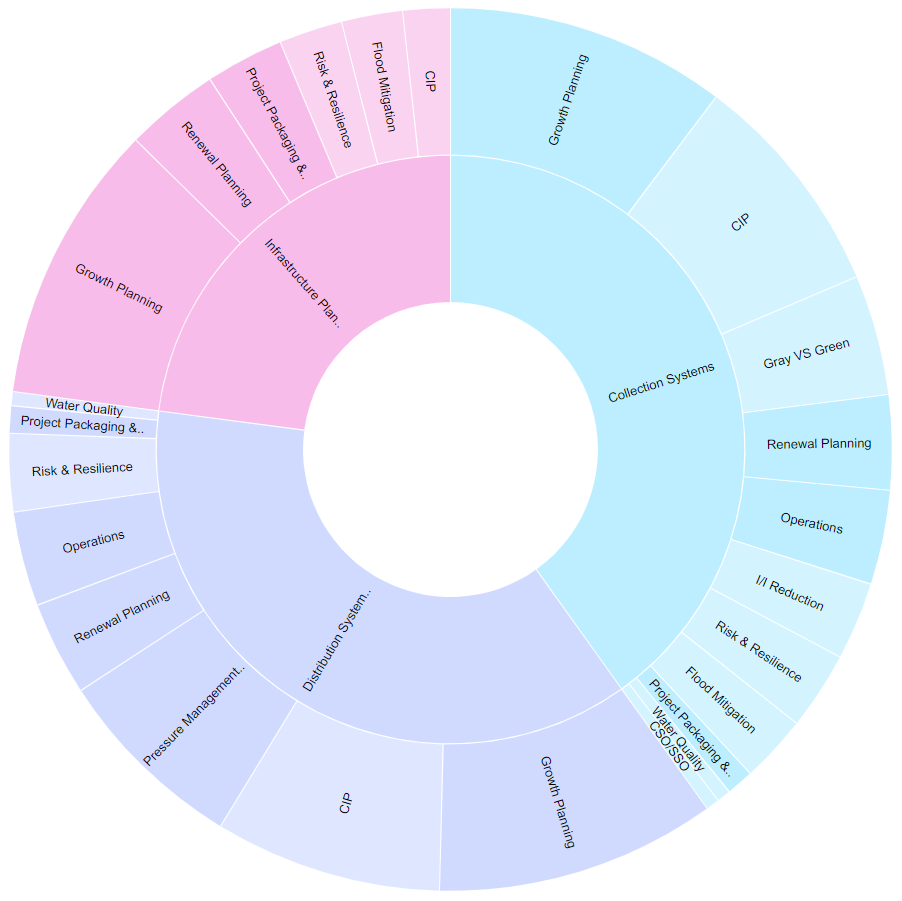 Infrastructure Plan..
Growth Planning
Renewal Planning
Project Packaging &..
Risk & Resilience
Flood Mitigation
CIP
Collection Systems
Growth Planning
CIP
Gray VS Green
Renewal Planning
Operations
I/I Reduction
Risk & Resilience
Flood Mitigation
Project Packaging &..
Water Quality
CSO/SSO
Distribution System..
Growth Planning
CIP
Pressure Management..
Renewal Planning
Operations
Risk & Resilience
Project Packaging &..
Water Quality